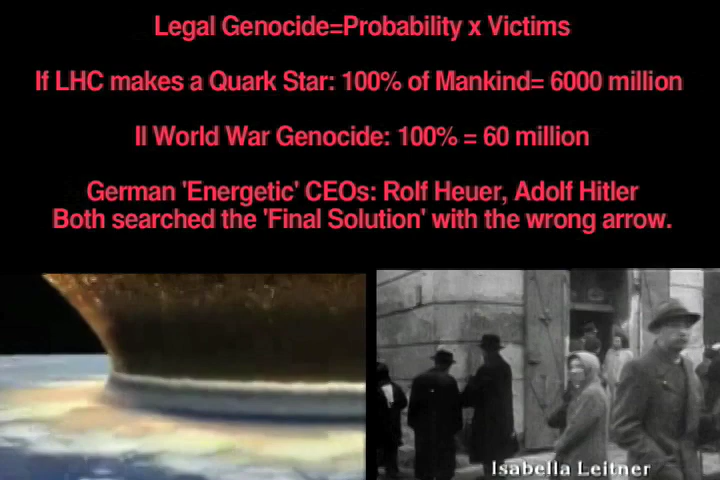 Legal Genocide=Probability x Victims
If LHC makes a Quark Star: 100% of Mankind= 6000 million
II World War Genocide: 100% = 60 million
German 'Energetic' CEOs: Rolf Heuer, Adolf Hitler
Both searched the 'Final Solution' with the wrong arrow.
Isabella Leitner